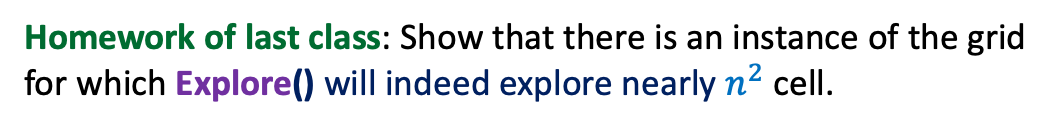 Homework of last class: Show that there is an instance of the grid
for which Explore() will indeed explore nearly n² cell.